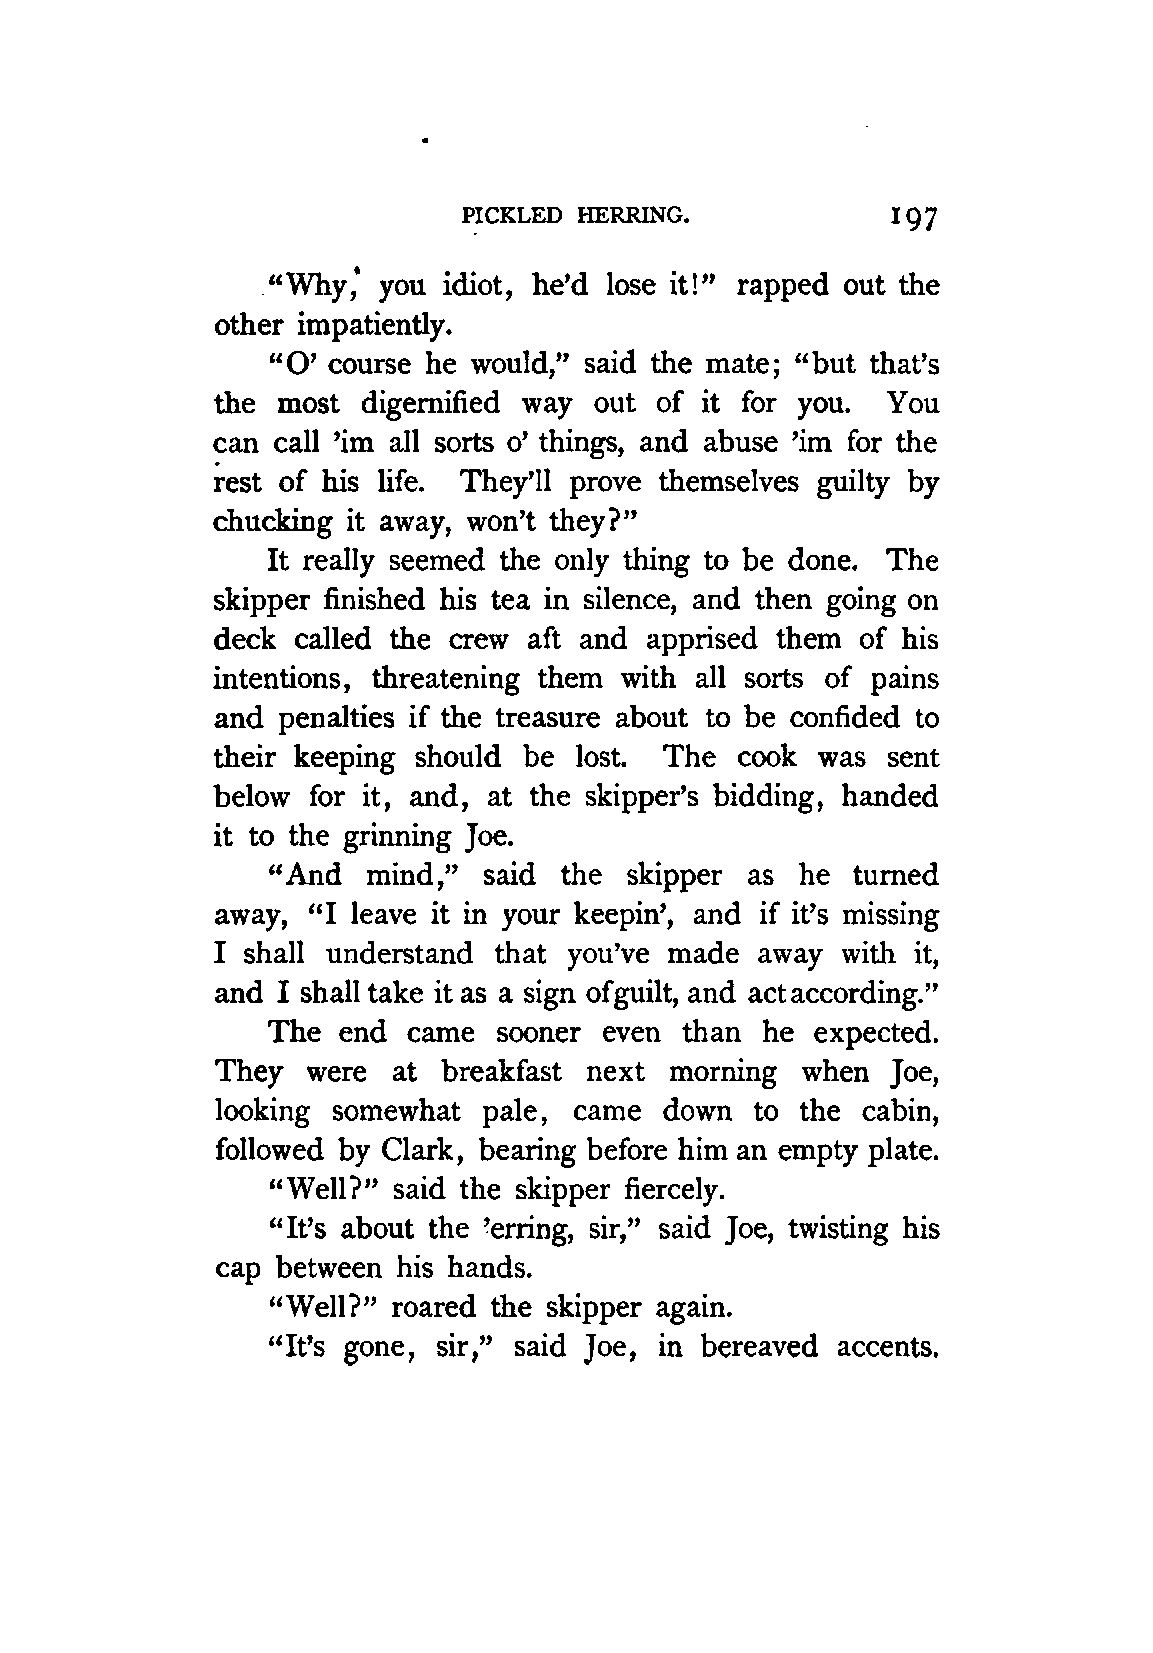 PICKLED HERRING. 197
“Why, you idiot, he’d lose it!” rapped out the
other impatiently.
“O’ course he would,” said the mate; “but that’s
the most digernified way out of it for you. You
can call ’im all sorts o’ things, and abuse ’im for the
rest of his life. They’ll prove themselves guilty by
chucking it away, won’t they?”
It really seemed the only thing to be done. The
skipper finished his tea in silence, and then going on
deck called the crew aft and apprised them of his
intentions, threatening them with all sorts of pains
and penalties if the treasure about to be confided to
their keeping should be lost. The cook was sent
below for it, and, at the skipper’s bidding, handed
it to the grinning Joe.
“And mind,” said the skipper as he turned
away, “I leave it in your keepin’, and if it’s missing
I shall understand that you’ve made away with it,
and I shall take it as a sign of guilt, and act according.”
The end came sooner even than he expected.
They were at breakfast next morning when Joe,
looking somewhat pale, came down to the cabin,
followed by Clark, bearing before him an empty plate.
“Well?” said the skipper fiercely.
“It’s about the ’erring, sir,” said Joe, twisting his
cap between his hands.
“Well?” roared the skipper again.
“It’s gone, sir,” said Joe, in bereaved accents.